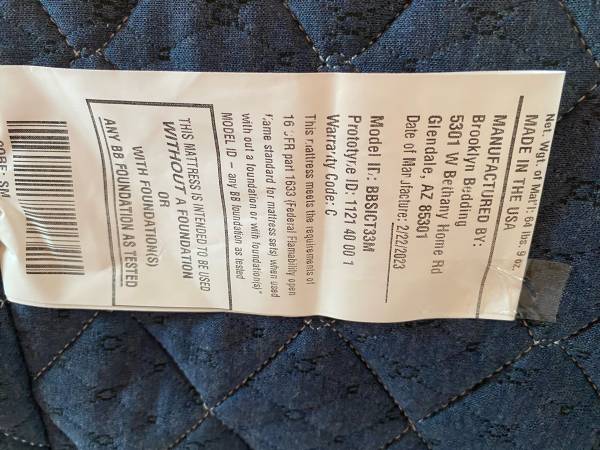 Net. Wgt. of Mat'l: 64 lbs. 9 oz.
MADE IN THE USA
MANUFACTURED BY:
Brooklyn Bedding
5301 W Bethany Home Rd
Glendale, AZ 85301
Date of Manufacture: 2/22/2023
Model ID: BBSICT33M
Prototype ID: 1121 40 00 1
Warranty Code: C
This mattress meets the requirements of
16 CFR part 1633 (Federal Flamability open
flame standard for mattress sets) when used
with out a foundation or with foundation(s)*
MODEL ID - any BB foundation as tested
THIS MATTRESS IS INTENDED TO BE USED
WITHOUT A FOUNDATION
OR
WITH FOUNDATION(S)
ANY BB FOUNDATION AS TESTED